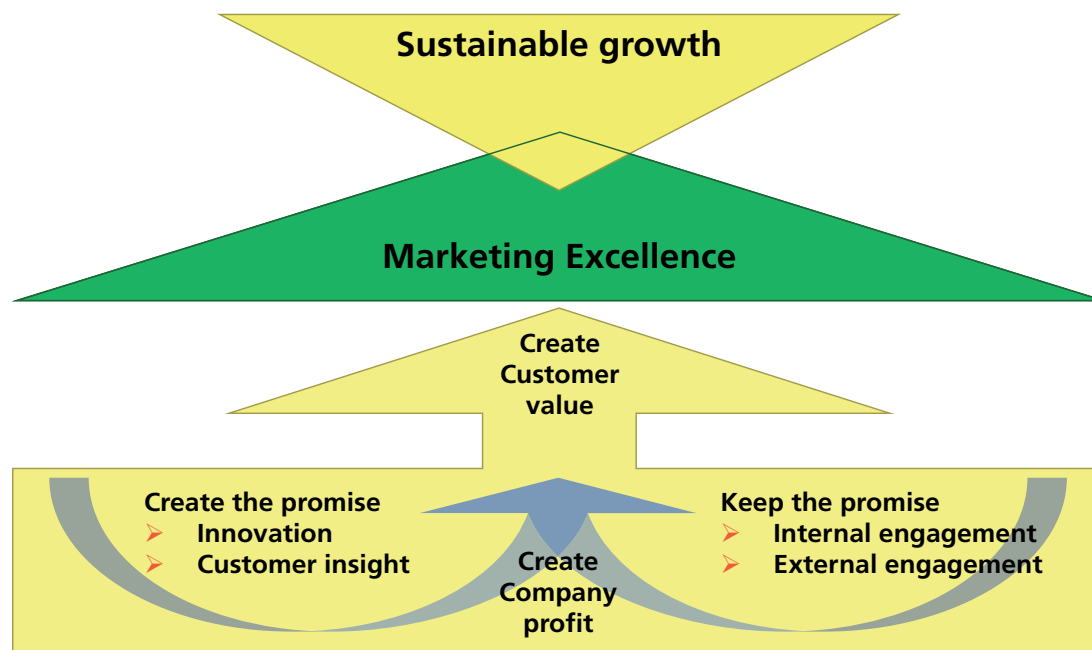 Sustainable growth
Marketing Excellence
Create
Customer
value
Create the promise
Innovation
Customer insight
Keep the promise
Internal engagement
External engagement
Create
Company
profit